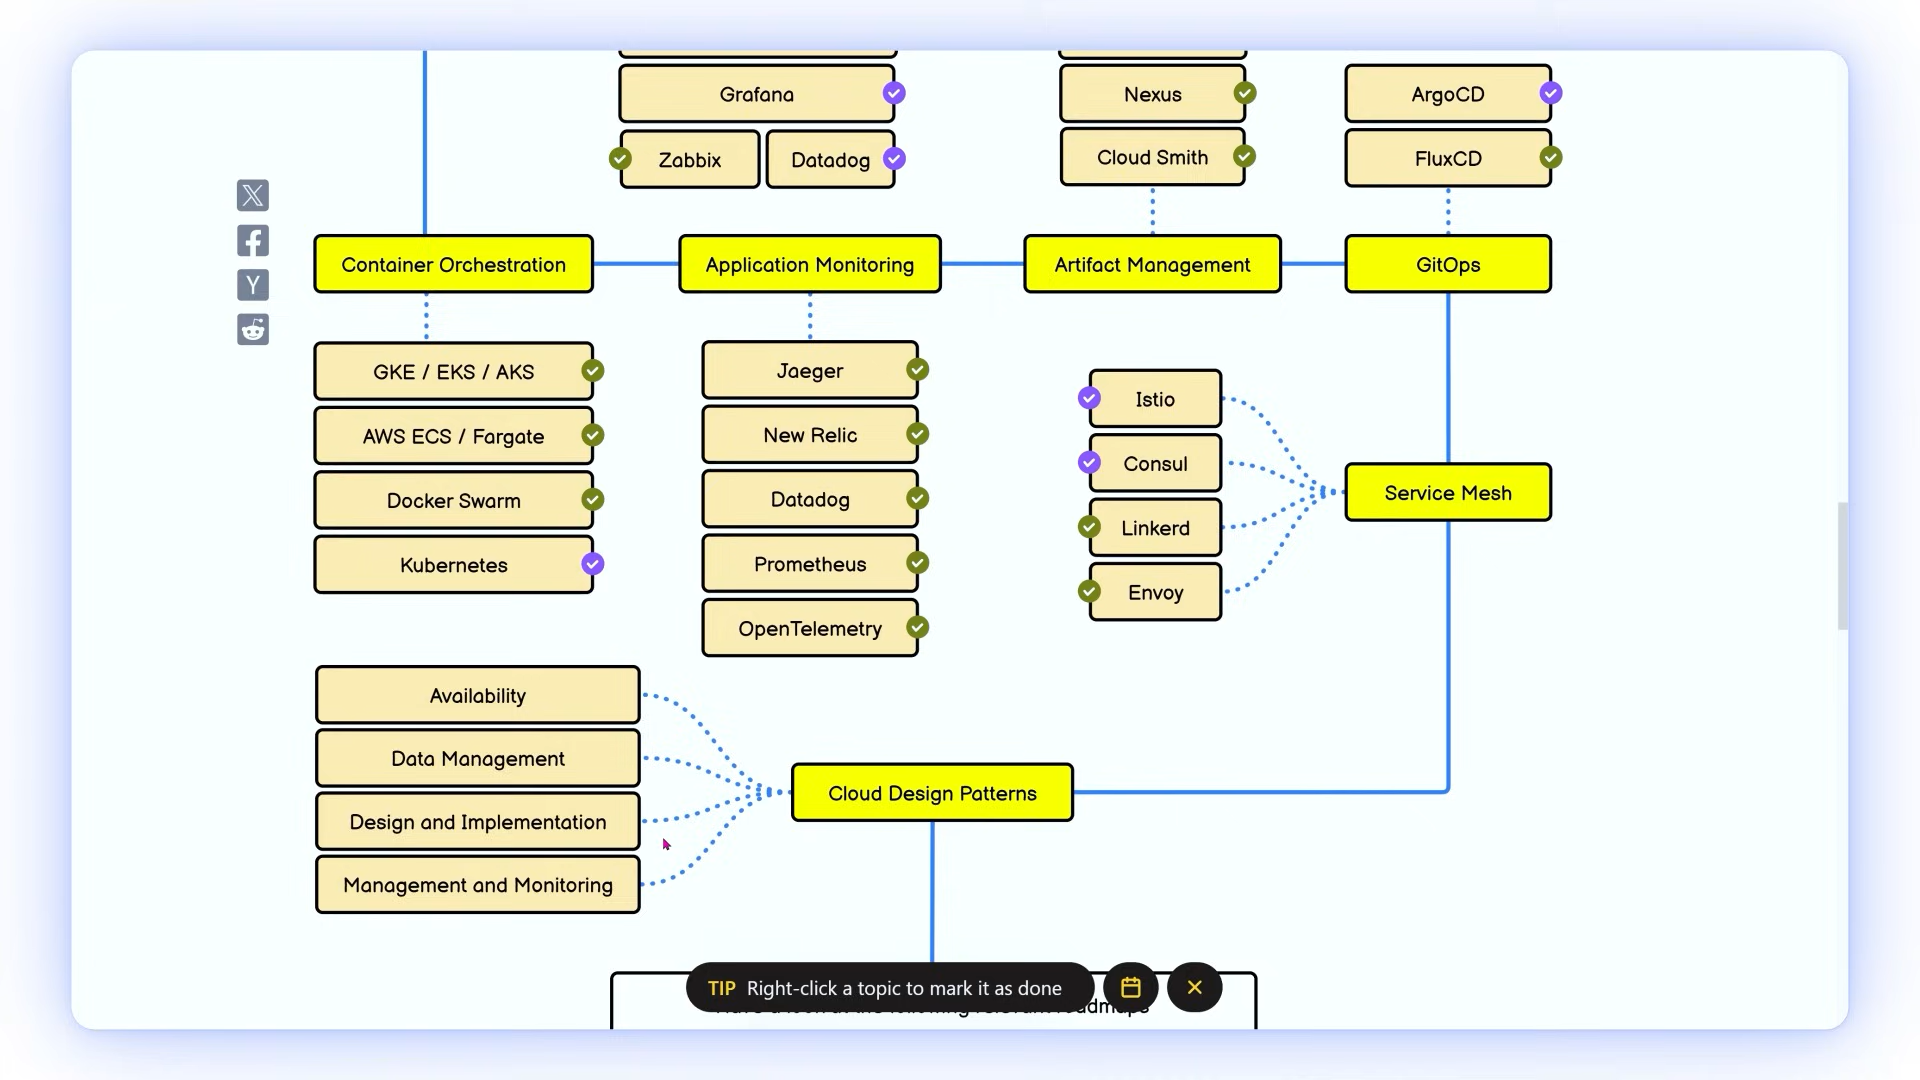 Grafana
Nexus
ArgoCD
Zabbix
Datadog
Cloud Smith
FluxCD
Container Orchestration
Application Monitoring
Artifact Management
GitOps
GKE / EKS / AKS
AWS ECS / Fargate
Docker Swarm
Kubernetes
Jaeger
New Relic
Datadog
Prometheus
OpenTelemetry
Istio
Consul
Linkerd
Envoy
Service Mesh
Availability
Data Management
Design and Implementation
Management and Monitoring
Cloud Design Patterns
TIP Right-click a topic to mark it as done